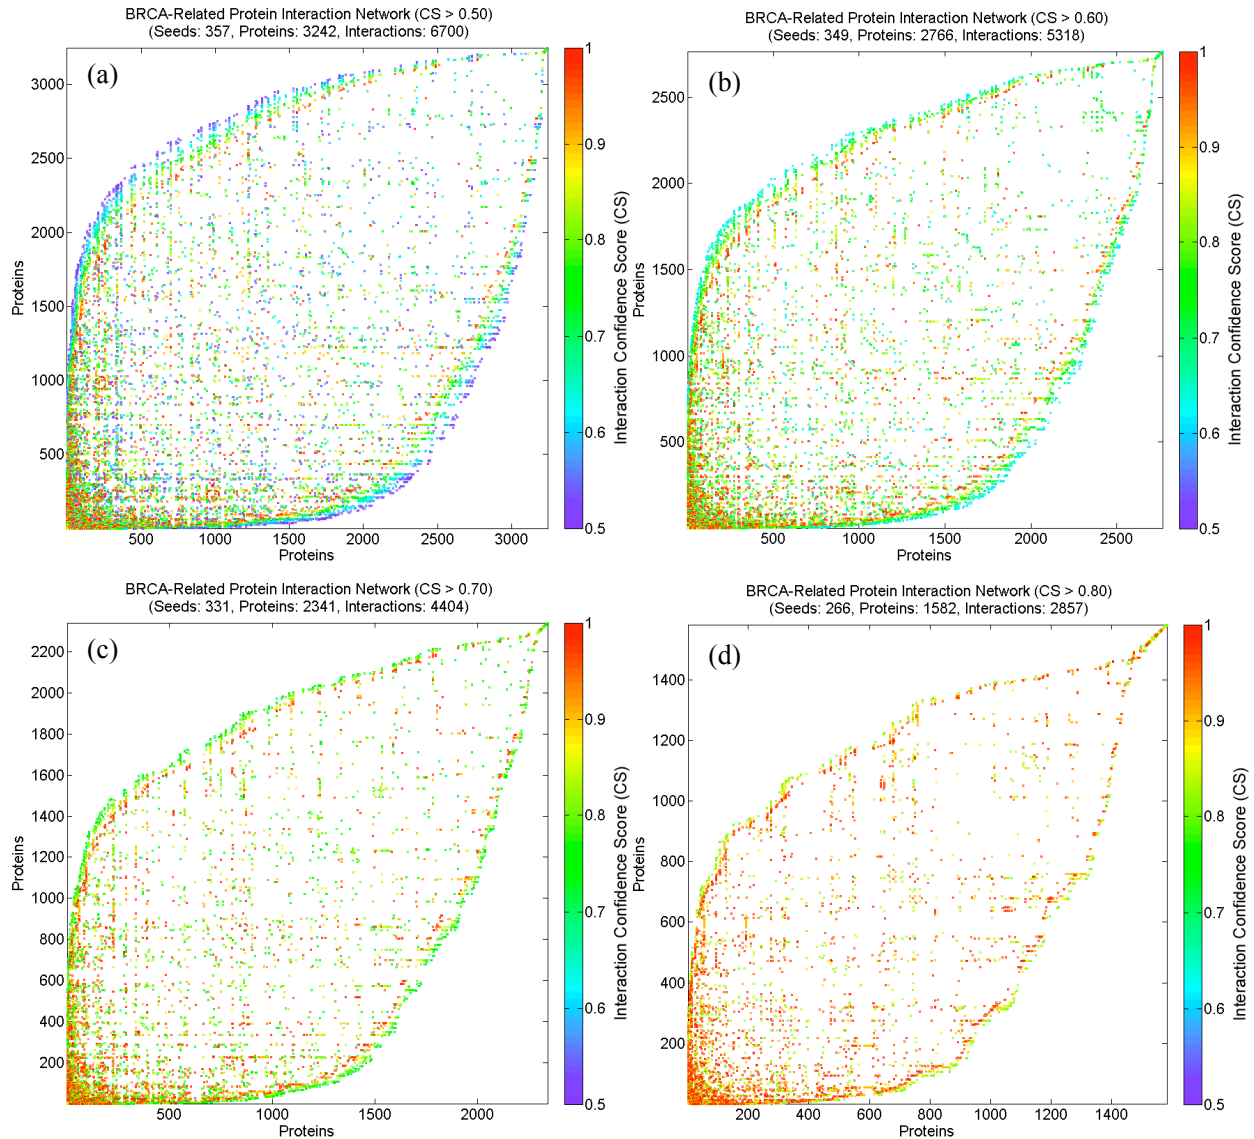 BRCA-Related Protein Interaction Network (CS > 0.50)
(Seeds: 357, Proteins: 3242, Interactions: 6700)
(a)
3000
2500
2000
1500
1000
500
Proteins
500 1000 1500 2000 2500 3000
Proteins
1
0.9
0.8
0.7
0.6
0.5
Interaction Confidence Score (CS)
BRCA-Related Protein Interaction Network (CS > 0.60)
(Seeds: 349, Proteins: 2766, Interactions: 5318)
(b)
2500
2000
1500
1000
500
Proteins
500 1000 1500 2000 2500
Proteins
1
0.9
0.8
0.7
0.6
0.5
Interaction Confidence Score (CS)
BRCA-Related Protein Interaction Network (CS > 0.70)
(Seeds: 331, Proteins: 2341, Interactions: 4404)
(c)
2200
2000
1800
1600
1400
1200
1000
800
600
400
200
Proteins
500 1000 1500 2000
Proteins
1
0.9
0.8
0.7
0.6
0.5
Interaction Confidence Score (CS)
BRCA-Related Protein Interaction Network (CS > 0.80)
(Seeds: 266, Proteins: 1582, Interactions: 2857)
(d)
1400
1200
1000
800
600
400
200
Proteins
200 400 600 800 1000 1200 1400
Proteins
1
0.9
0.8
0.7
0.6
0.5
Interaction Confidence Score (CS)